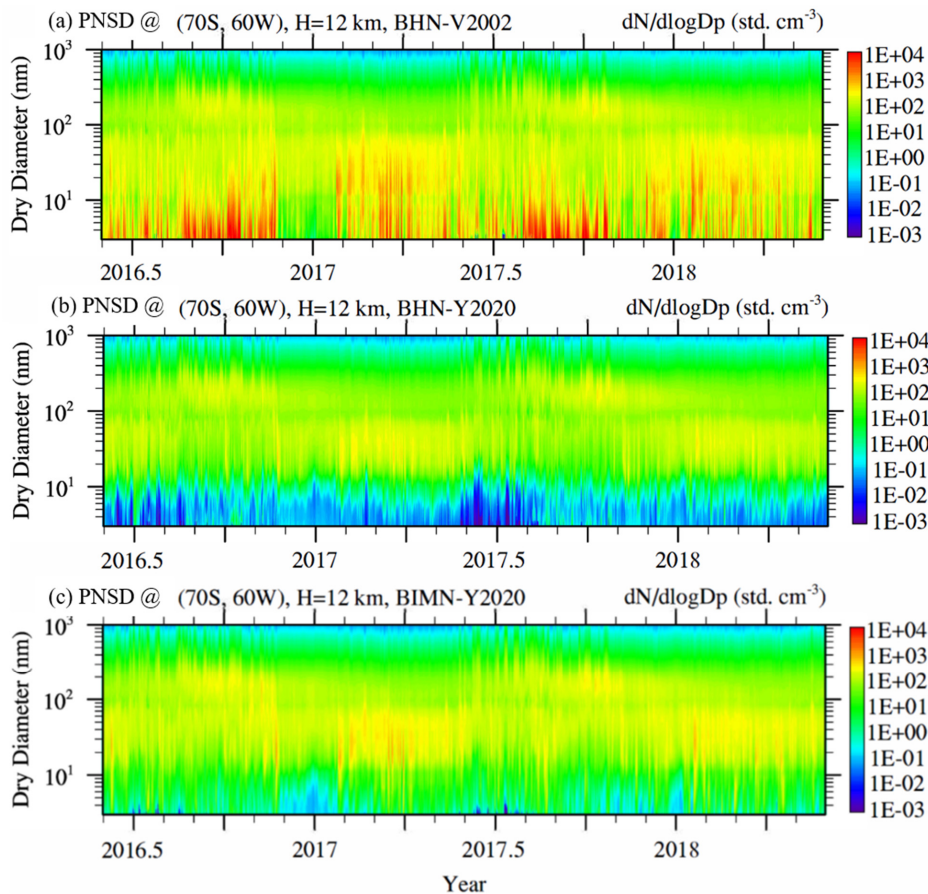 (a) PNSD @ (70S, 60W), H=12 km, BHN-V2002 dN/dlogDp (std. cm-3)
Dry Diameter (nm)
10³
10²
10¹
1E+04
1E+03
1E+02
1E+01
1E+00
1E-01
1E-02
1E-03
2016.5 2017 2017.5 2018
(b) PNSD @ (70S, 60W), H=12 km, BHN-Y2020 dN/dlogDp (std. cm-3)
Dry Diameter (nm)
10³
10²
10¹
1E+04
1E+03
1E+02
1E+01
1E+00
1E-01
1E-02
1E-03
2016.5 2017 2017.5 2018
(c) PNSD @ (70S, 60W), H=12 km, BIMN-Y2020 dN/dlogDp (std. cm-3)
Dry Diameter (nm)
10³
10²
10¹
1E+04
1E+03
1E+02
1E+01
1E+00
1E-01
1E-02
1E-03
2016.5 2017 2017.5 2018
Year